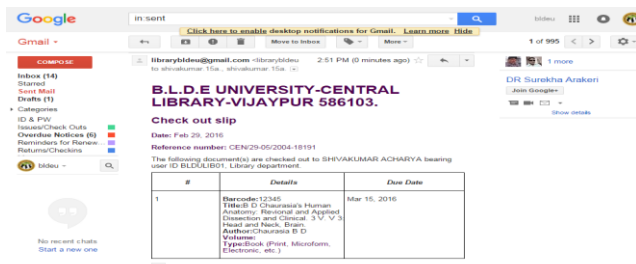 Google
in:sent
bldeu
Click here to enable desktop notifications for Gmail. Learn more Hide
Gmail
Move to Inbox
More
1 of 995
COMPOSE
Inbox (14)
Starred
Sent Mail
Drafts (1)
Categories
ID & PW
Issues/Check Outs
Overdue Notices (6)
Reminders for Renew...
Returns/Checkins
bldeu
No recent chats
Start a new one
librarybldeu@gmail.com <librarybldeu
2:51 PM (0 minutes ago)
to shivakumar.15a., shivakumar.15a.
B.L.D.E UNIVERSITY-CENTRAL
LIBRARY-VIJAYPUR 586103.
Check out slip
Date: Feb 29, 2016
Reference number: CEN/29-05/2004-18191
The following document(s) are checked out to SHIVAKUMAR ACHARYA bearing
user ID BLDULIB01, Library department.
# Details Due Date
1 Barcode:12345 Mar 15, 2016
Title:B D Chaurasia's Human
Anatomy: Revional and Applied
Dissection and Clinical. 3 V. V 3:
Head and Neck, Brain.
Author:Chaurasia B D
Volume:
Type:Book (Print, Microform,
Electronic, etc.)
1 more
DR Surekha Arakeri
Join Google+
Show details